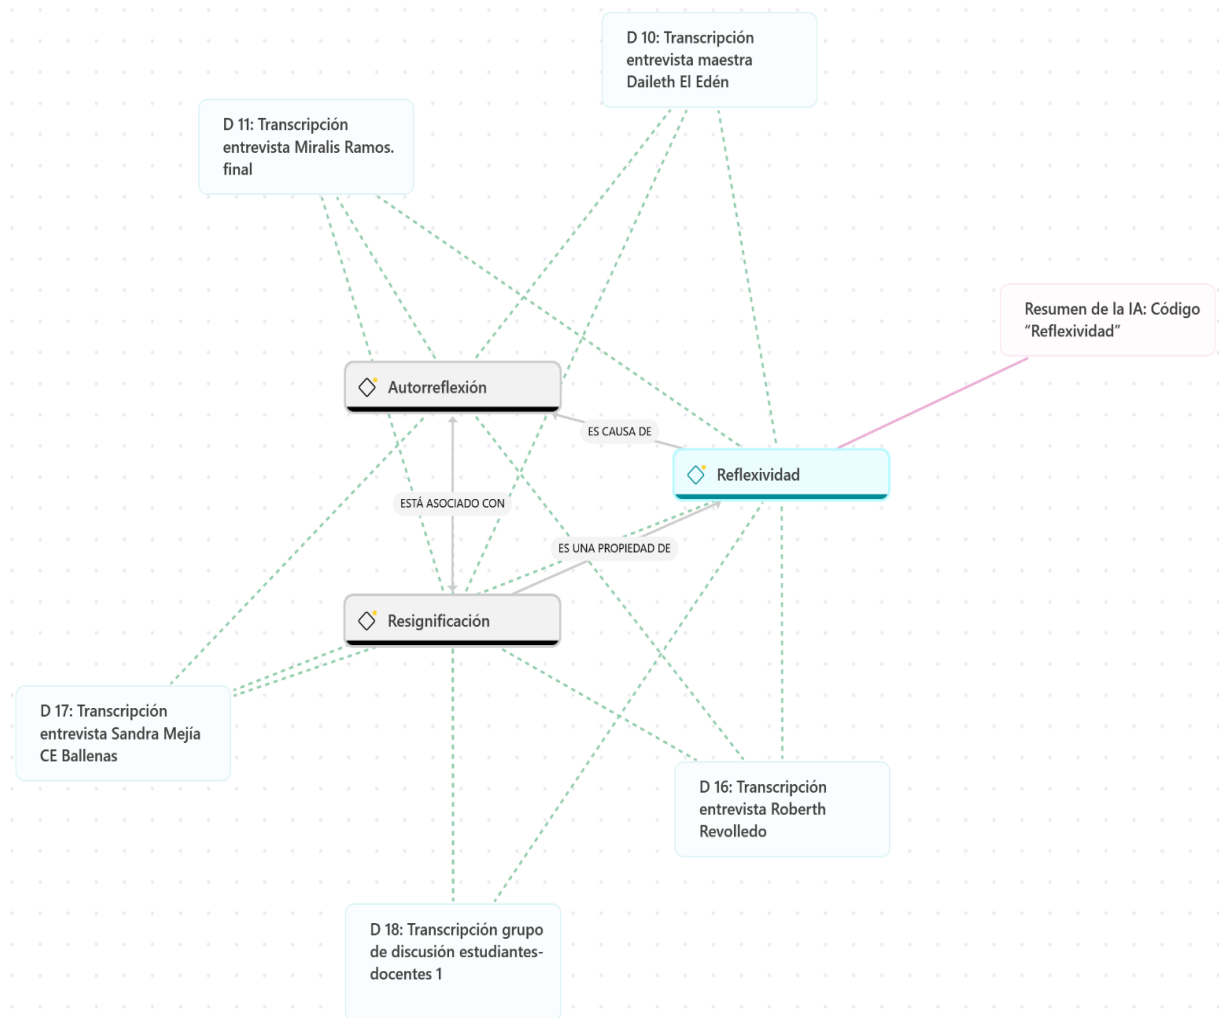 D 10: Transcripción
entrevista maestra
Daileth El Edén
D 11: Transcripción
entrevista Miralis Ramos.
final
Resumen de la IA: Código
“Reflexividad”
Autorreflexión
ES CAUSA DE
Reflexividad
ESTÁ ASOCIADO CON
ES UNA PROPIEDAD DE
Resignificación
D 17: Transcripción
entrevista Sandra Mejía
CE Ballenas
D 16: Transcripción
entrevista Roberth
Revolledo
D 18: Transcripción grupo
de discusión estudiantes-
docentes 1